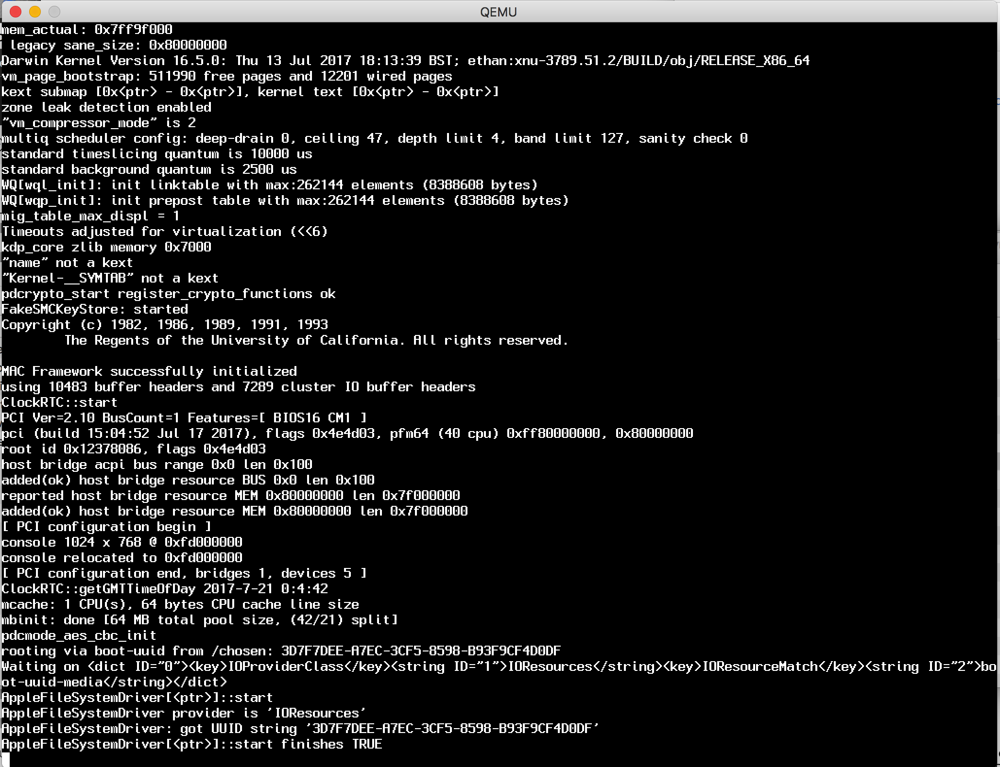 QEMU
mem_actual: 0x7ff9f000
 legacy sane_size: 0x80000000
Darwin Kernel Version 16.5.0: Thu 13 Jul 2017 18:13:39 BST; ethan:xnu-3789.51.2/BUILD/obj/RELEASE_X86_64
vm_page_bootstrap: 511990 free pages and 12201 wired pages
kext submap [0x<ptr> - 0x<ptr>], kernel text [0x<ptr> - 0x<ptr>]
zone leak detection enabled
"vm_compressor_mode" is 2
multiq scheduler config: deep-drain 0, ceiling 47, depth limit 4, band limit 127, sanity check 0
standard timeslicing quantum is 10000 us
standard background quantum is 2500 us
WQ[wql_init]: init linktable with max:262144 elements (8388608 bytes)
WQ[wqp_init]: init prepost table with max:262144 elements (8388608 bytes)
mig_table_max_displ = 1
Timeouts adjusted for virtualization (<<6)
kdp_core zlib memory 0x7000
"name" not a kext
"Kernel-__SYMTAB" not a kext
pdcrypto_start register_crypto_functions ok
FakeSMCKeyStore: started
Copyright (c) 1982, 1986, 1989, 1991, 1993
        The Regents of the University of California. All rights reserved.
MAC Framework successfully initialized
using 10483 buffer headers and 7289 cluster IO buffer headers
ClockRTC::start
PCI Ver=2.10 BusCount=1 Features=[ BIOS16 CM1 ]
pci (build 15:04:52 Jul 17 2017), flags 0x4e4d03, pfm64 (40 cpu) 0xff80000000, 0x80000000
root id 0x12378086, flags 0x4e4d03
host bridge acpi bus range 0x0 len 0x100
added(ok) host bridge resource BUS 0x0 len 0x100
reported host bridge resource MEM 0x80000000 len 0x7f000000
added(ok) host bridge resource MEM 0x80000000 len 0x7f000000
[ PCI configuration begin ]
console 1024 x 768 @ 0xfd000000
console relocated to 0xfd000000
[ PCI configuration end, bridges 1, devices 5 ]
ClockRTC::getGMTTimeOfDay 2017-7-21 0:4:42
mcache: 1 CPU(s), 64 bytes CPU cache line size
mbinit: done [64 MB total pool size, (42/21) split]
pdcmode_aes_cbc_init
rooting via boot-uuid from /chosen: 3D7F7DEE-A7EC-3CF5-8598-B93F9CF4D0DF
Waiting on <dict ID="0"><key>IOProviderClass</key><string ID="1">IOResources</string><key>IOResourceMatch</key><string ID="2">bo
ot-uuid-media</string></dict>
AppleFileSystemDriver[<ptr>]::start
AppleFileSystemDriver provider is 'IOResources'
AppleFileSystemDriver: got UUID string '3D7F7DEE-A7EC-3CF5-8598-B93F9CF4D0DF'
AppleFileSystemDriver[<ptr>]::start finishes TRUE